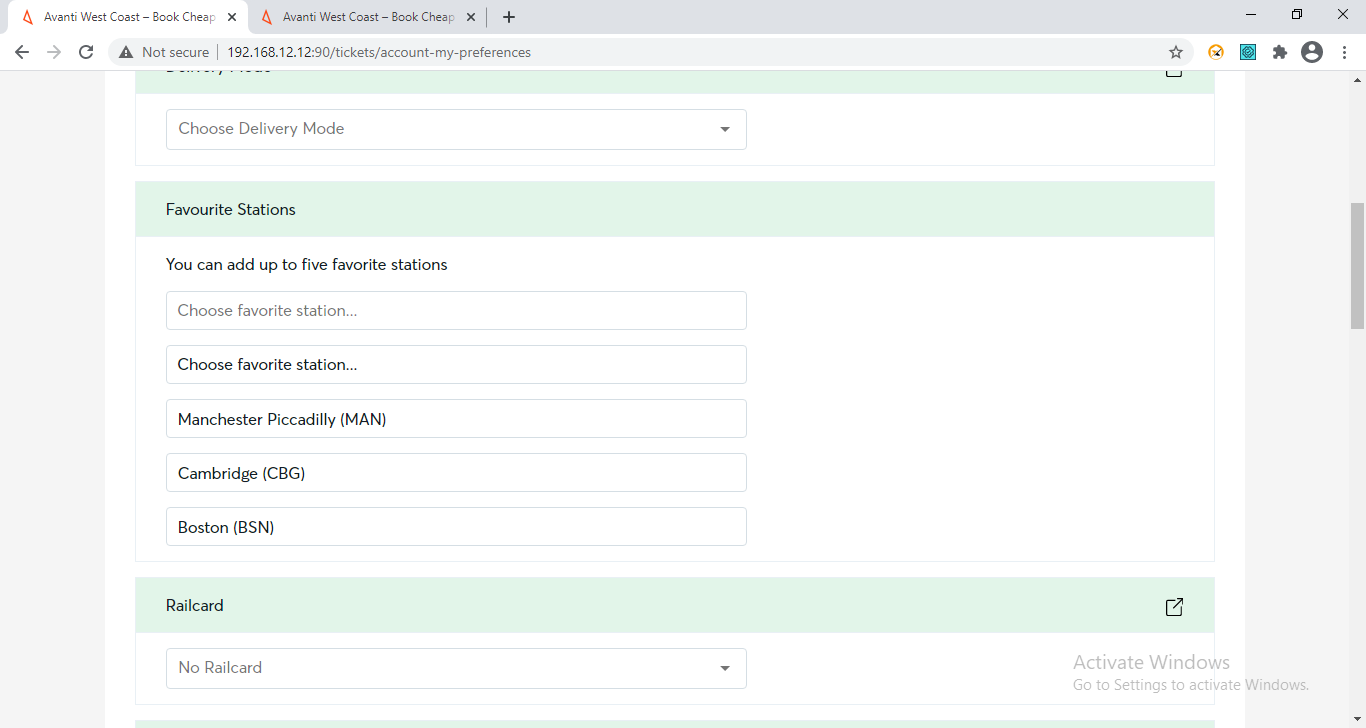 Avanti West Coast – Book Cheap
Avanti West Coast – Book Cheap
Not secure
192.168.12.12:90/tickets/account-my-preferences
Delivery Mode
Choose Delivery Mode
Favourite Stations
You can add up to five favorite stations
Choose favorite station...
Choose favorite station...
Manchester Piccadilly (MAN)
Cambridge (CBG)
Boston (BSN)
Railcard
No Railcard
Activate Windows
Go to Settings to activate Windows.